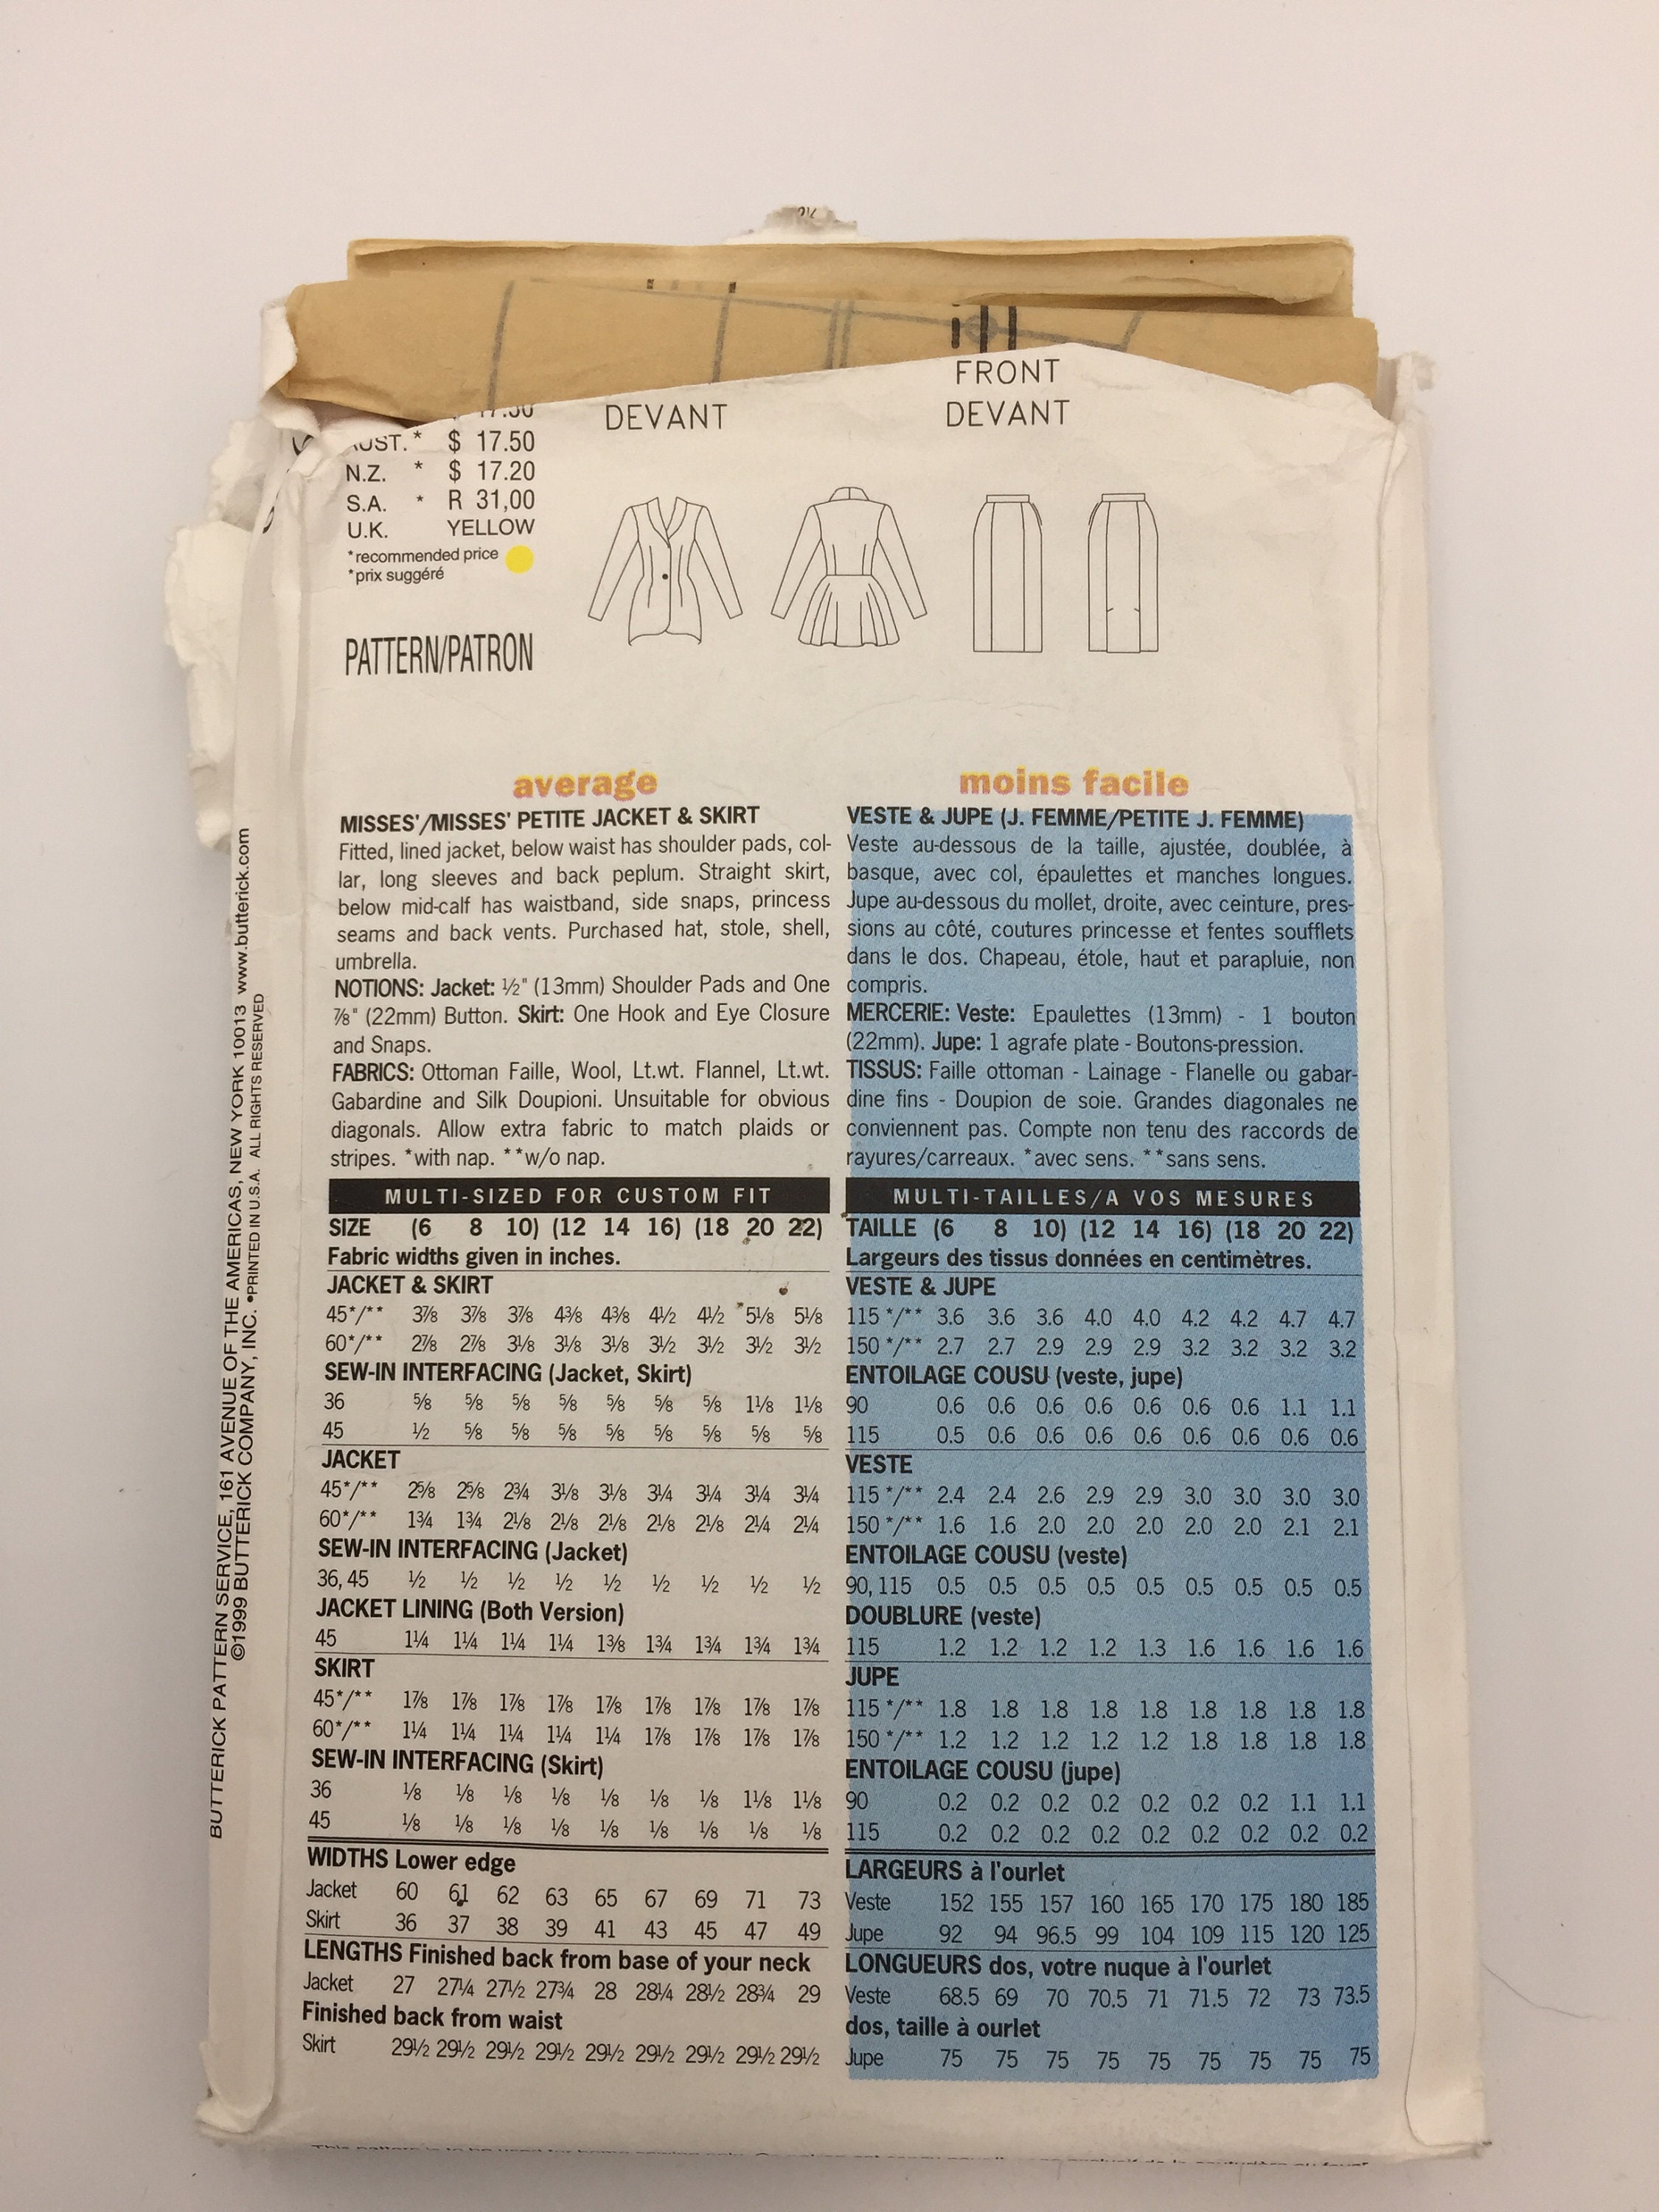 FRONT
DEVANT
DEVANT
17.50
AUST. * $ 17.50
N.Z. * $ 17.20
S.A. * R 31,00
U.K. YELLOW
*recommended price
*prix suggéré
PATTERN/PATRON
average
MISSES'/MISSES' PETITE JACKET & SKIRT
Fitted, lined jacket, below waist has shoulder pads, col-
lar, long sleeves and back peplum. Straight skirt,
below mid-calf has waistband, side snaps, princess
seams and back vents. Purchased hat, stole, shell,
umbrella.
NOTIONS: Jacket: ½" (13mm) Shoulder Pads and One
⅞" (22mm) Button. Skirt: One Hook and Eye Closure
and Snaps.
FABRICS: Ottoman Faille, Wool, Lt.wt. Flannel, Lt.wt.
Gabardine and Silk Doupioni. Unsuitable for obvious
diagonals. Allow extra fabric to match plaids or
stripes. *with nap. **w/o nap.
MULTI-SIZED FOR CUSTOM FIT
SIZE (6 8 10) (12 14 16) (18 20 22)
Fabric widths given in inches.
JACKET & SKIRT
45*/** 3⅞ 3⅞ 3⅞ 4⅜ 4⅜ 4½ 4½ 5⅛ 5⅛
60*/** 2⅞ 2⅞ 3⅛ 3⅛ 3⅛ 3½ 3½ 3½ 3½
SEW-IN INTERFACING (Jacket, Skirt)
36 ⅝ ⅝ ⅝ ⅝ ⅝ ⅝ ⅝ 1⅛ 1⅛
45 ½ ⅝ ⅝ ⅝ ⅝ ⅝ ⅝ ⅝ ⅝
JACKET
45*/** 2⅝ 2⅝ 2¾ 3⅛ 3⅛ 3¼ 3¼ 3¼ 3¼
60*/** 1¾ 1¾ 2⅛ 2⅛ 2⅛ 2⅛ 2⅛ 2¼ 2¼
SEW-IN INTERFACING (Jacket)
36, 45 ½ ½ ½ ½ ½ ½ ½ ½ ½
JACKET LINING (Both Version)
45 1¼ 1¼ 1¼ 1¼ 1⅜ 1¾ 1¾ 1¾ 1¾
SKIRT
45*/** 1⅞ 1⅞ 1⅞ 1⅞ 1⅞ 1⅞ 1⅞ 1⅞ 1⅞
60*/** 1¼ 1¼ 1¼ 1¼ 1¼ 1⅞ 1⅞ 1⅞ 1⅞
SEW-IN INTERFACING (Skirt)
36 ⅛ ⅛ ⅛ ⅛ ⅛ ⅛ ⅛ 1⅛ 1⅛
45 ⅛ ⅛ ⅛ ⅛ ⅛ ⅛ ⅛ ⅛ ⅛
WIDTHS Lower edge
Jacket 60 61 62 63 65 67 69 71 73
Skirt 36 37 38 39 41 43 45 47 49
LENGTHS Finished back from base of your neck
Jacket 27 27¼ 27½ 27¾ 28 28¼ 28½ 28¾ 29
Finished back from waist
Skirt 29½ 29½ 29½ 29½ 29½ 29½ 29½ 29½ 29½
moins facile
VESTE & JUPE (J. FEMME/PETITE J. FEMME)
Veste au-dessous de la taille, ajustée, doublée, à
basque, avec col, épaulettes et manches longues.
Jupe au-dessous du mollet, droite, avec ceinture, pres-
sions au côté, coutures princesse et fentes soufflets
dans le dos. Chapeau, étole, haut et parapluie, non
compris.
MERCERIE: Veste: Epaulettes (13mm) - 1 bouton
(22mm). Jupe: 1 agrafe plate - Boutons-pression.
TISSUS: Faille ottoman - Lainage - Flanelle ou gabar-
dine fins - Doupion de soie. Grandes diagonales ne
conviennent pas. Compte non tenu des raccords de
rayures/carreaux. *avec sens. **sans sens.
MULTI-TAILLES/A VOS MESURES
TAILLE (6 8 10) (12 14 16) (18 20 22)
Largeurs des tissus données en centimètres.
VESTE & JUPE
115 */** 3.6 3.6 3.6 4.0 4.0 4.2 4.2 4.7 4.7
150 */** 2.7 2.7 2.9 2.9 2.9 3.2 3.2 3.2 3.2
ENTOILAGE COUSU (veste, jupe)
90 0.6 0.6 0.6 0.6 0.6 0.6 0.6 1.1 1.1
115 0.5 0.6 0.6 0.6 0.6 0.6 0.6 0.6 0.6
VESTE
115 */** 2.4 2.4 2.6 2.9 2.9 3.0 3.0 3.0 3.0
150 */** 1.6 1.6 2.0 2.0 2.0 2.0 2.0 2.1 2.1
ENTOILAGE COUSU (veste)
90, 115 0.5 0.5 0.5 0.5 0.5 0.5 0.5 0.5 0.5
DOUBLURE (veste)
115 1.2 1.2 1.2 1.2 1.3 1.6 1.6 1.6 1.6
JUPE
115 */** 1.8 1.8 1.8 1.8 1.8 1.8 1.8 1.8 1.8
150 */** 1.2 1.2 1.2 1.2 1.2 1.8 1.8 1.8 1.8
ENTOILAGE COUSU (jupe)
90 0.2 0.2 0.2 0.2 0.2 0.2 0.2 1.1 1.1
115 0.2 0.2 0.2 0.2 0.2 0.2 0.2 0.2 0.2
LARGEURS à l'ourlet
Veste 152 155 157 160 165 170 175 180 185
Jupe 92 94 96.5 99 104 109 115 120 125
LONGUEURS dos, votre nuque à l'ourlet
Veste 68.5 69 70 70.5 71 71.5 72 73 73.5
dos, taille à ourlet
Jupe 75 75 75 75 75 75 75 75 75
BUTTERICK PATTERN SERVICE, 161 AVENUE OF THE AMERICAS, NEW YORK 10013 www.butterick.com
©1999 BUTTERICK COMPANY, INC. •PRINTED IN U.S.A. ALL RIGHTS RESERVED